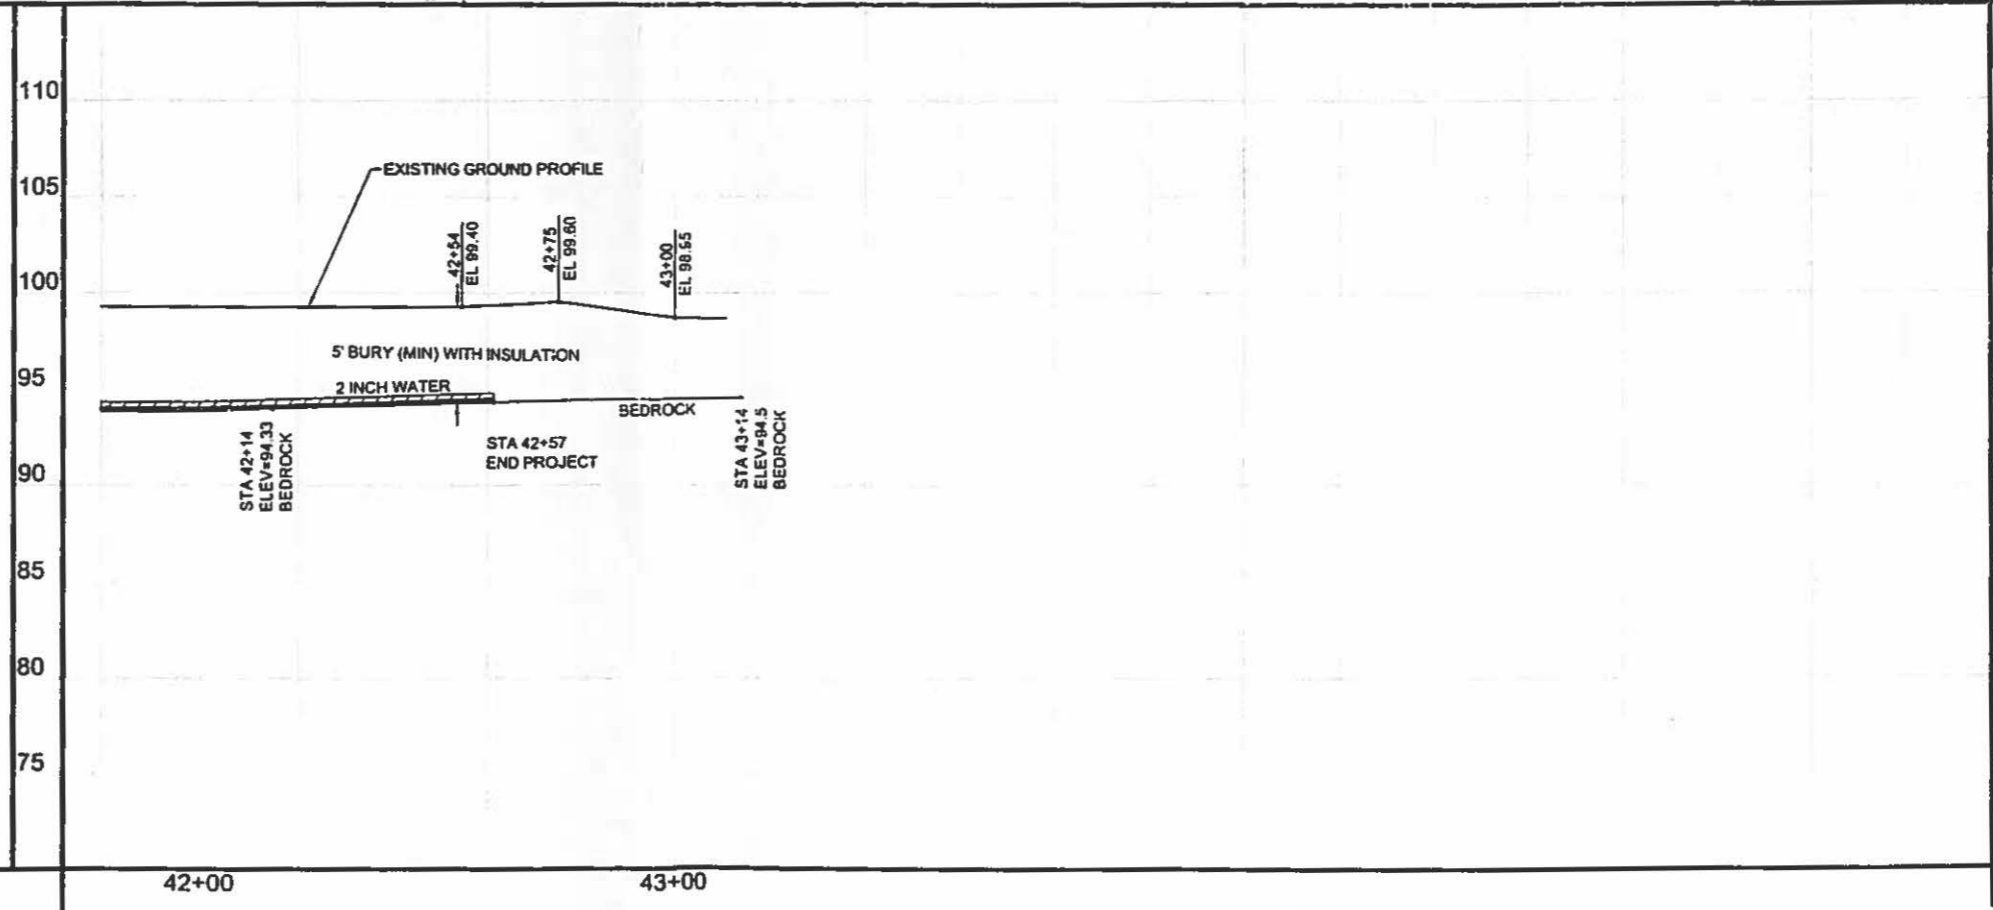 110
105
100
95
90
85
80
75
EXISTING GROUND PROFILE
42+54
EL 99.40
42+75
EL 99.60
43+00
EL 98.65
5' BURY (MIN) WITH INSULATION
2 INCH WATER
BEDROCK
STA 42+14
ELEV=94.33
BEDROCK
STA 42+57
END PROJECT
STA 43+14
ELEV=94.5
BEDROCK
42+00
43+00